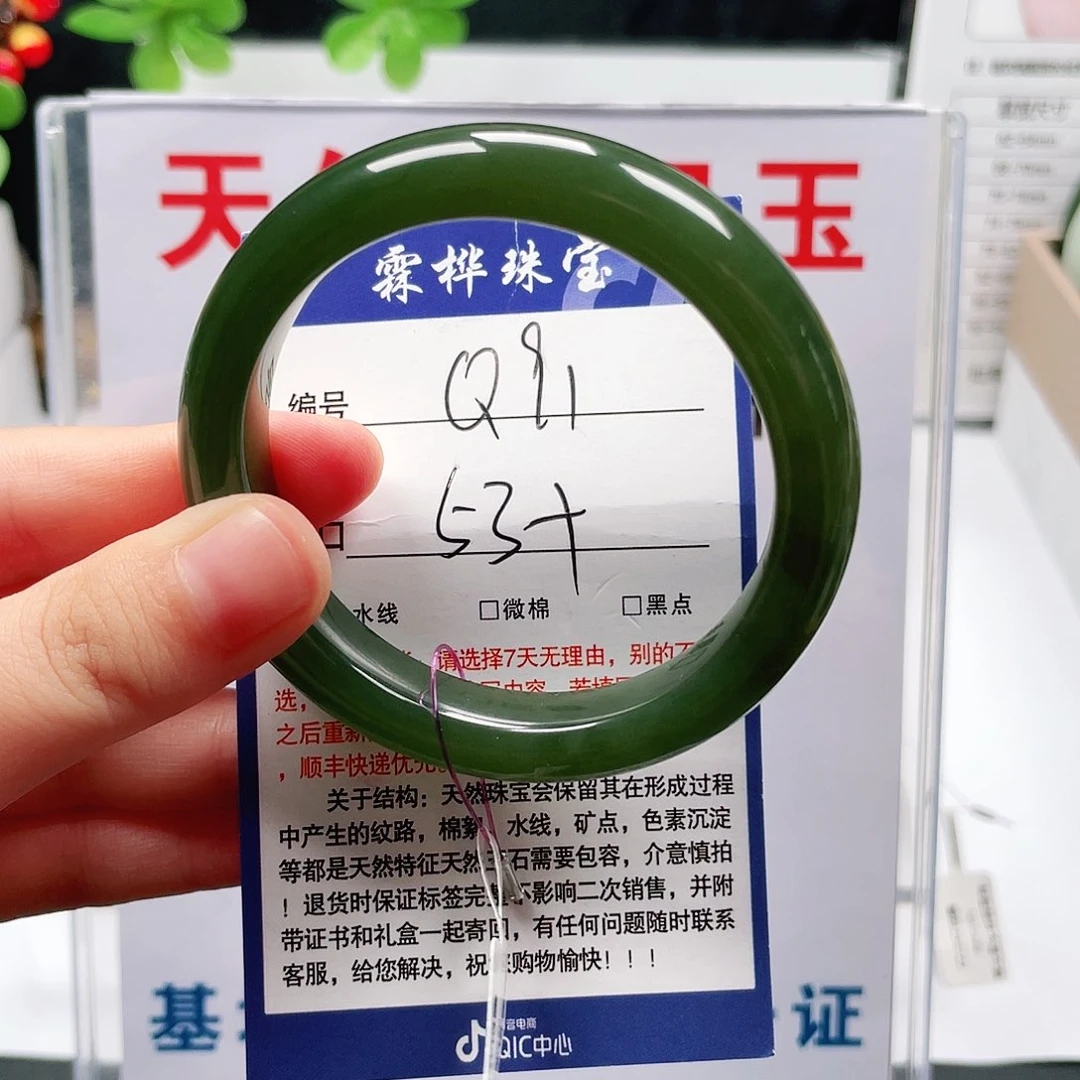 天 玉
霖桦珠宝
编号 Q91
口 53+
水线 □微棉 □黑点
请选择7天无理由，别的不
选，
之后重新
，顺丰快递优先
关于结构：天然珠宝会保留其在形成过程
中产生的纹路，棉絮，水线，矿点，色素沉淀
等都是天然特征天然玉石需要包容，介意慎拍
！退货时保证标签完整不影响二次销售，并附
带证书和礼盒一起寄回，有任何问题随时联系
客服，给您解决，祝 购物愉快！！！
基 证
音电商
QIC中心